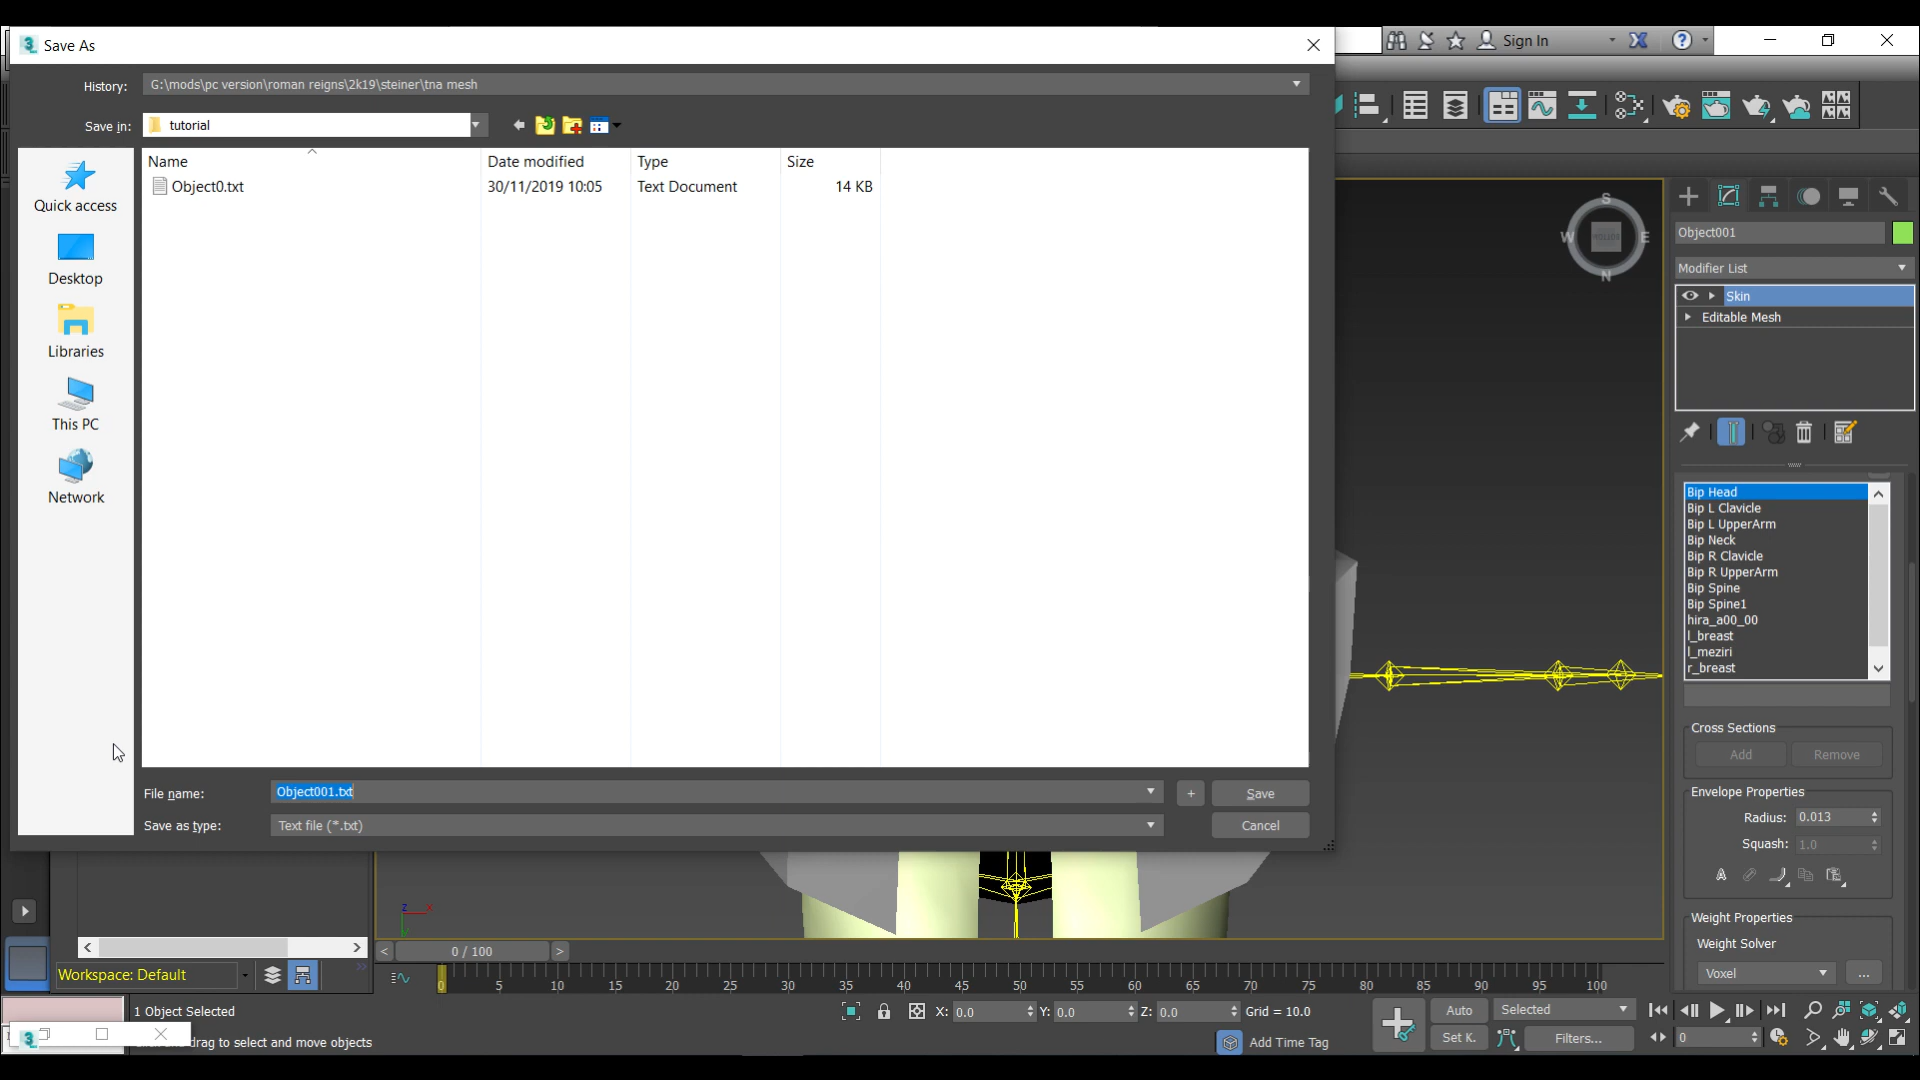 Save As
Sign In
History: G:\mods\pc version\roman reigns\2k19\steiner\tna mesh
Save in: tutorial
Name Date modified Type Size
Object0.txt 30/11/2019 10:05 Text Document 14 KB
Quick access
Desktop
Libraries
This PC
Network
File name: Object001.txt
Save
Save as type: Text file (*.txt)
Cancel
S
W E
N
Object001
Modifier List
Skin
Editable Mesh
Bip Head
Bip L Clavicle
Bip L UpperArm
Bip Neck
Bip R Clavicle
Bip R UpperArm
Bip Spine
Bip Spine1
hira_a00_00
l_breast
l_meziri
r_breast
Cross Sections
Add Remove
Envelope Properties
Radius: 0.013
Squash: 1.0
A
Weight Properties
Weight Solver
Voxel ...
z x
y
< 0 / 100 >
Workspace: Default
0 5 10 15 20 25 30 35 40 45 50 55 60 65 70 75 80 85 90 95 100
1 Object Selected
X: 0.0 Y: 0.0 Z: 0.0 Grid = 10.0
Auto Selected
drag to select and move objects
Add Time Tag
Set K. Filters... 0